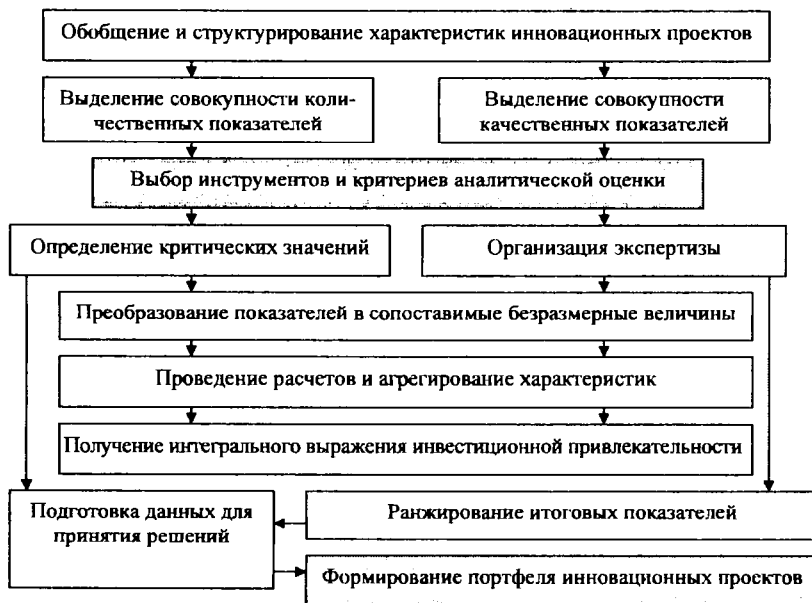 Обобщение и структурирование характеристик инновационных проектов
Выделение совокупности коли-
чественных показателей
Выделение совокупности
качественных показателей
Выбор инструментов и критериев аналитической оценки
Определение критических значений
Организация экспертизы
Преобразование показателей в сопоставимые безразмерные величины
Проведение расчетов и агрегирование характеристик
Получение интегрального выражения инвестиционной привлекательности
Подготовка данных для
принятия решений
Ранжирование итоговых показателей
Формирование портфеля инновационных проектов